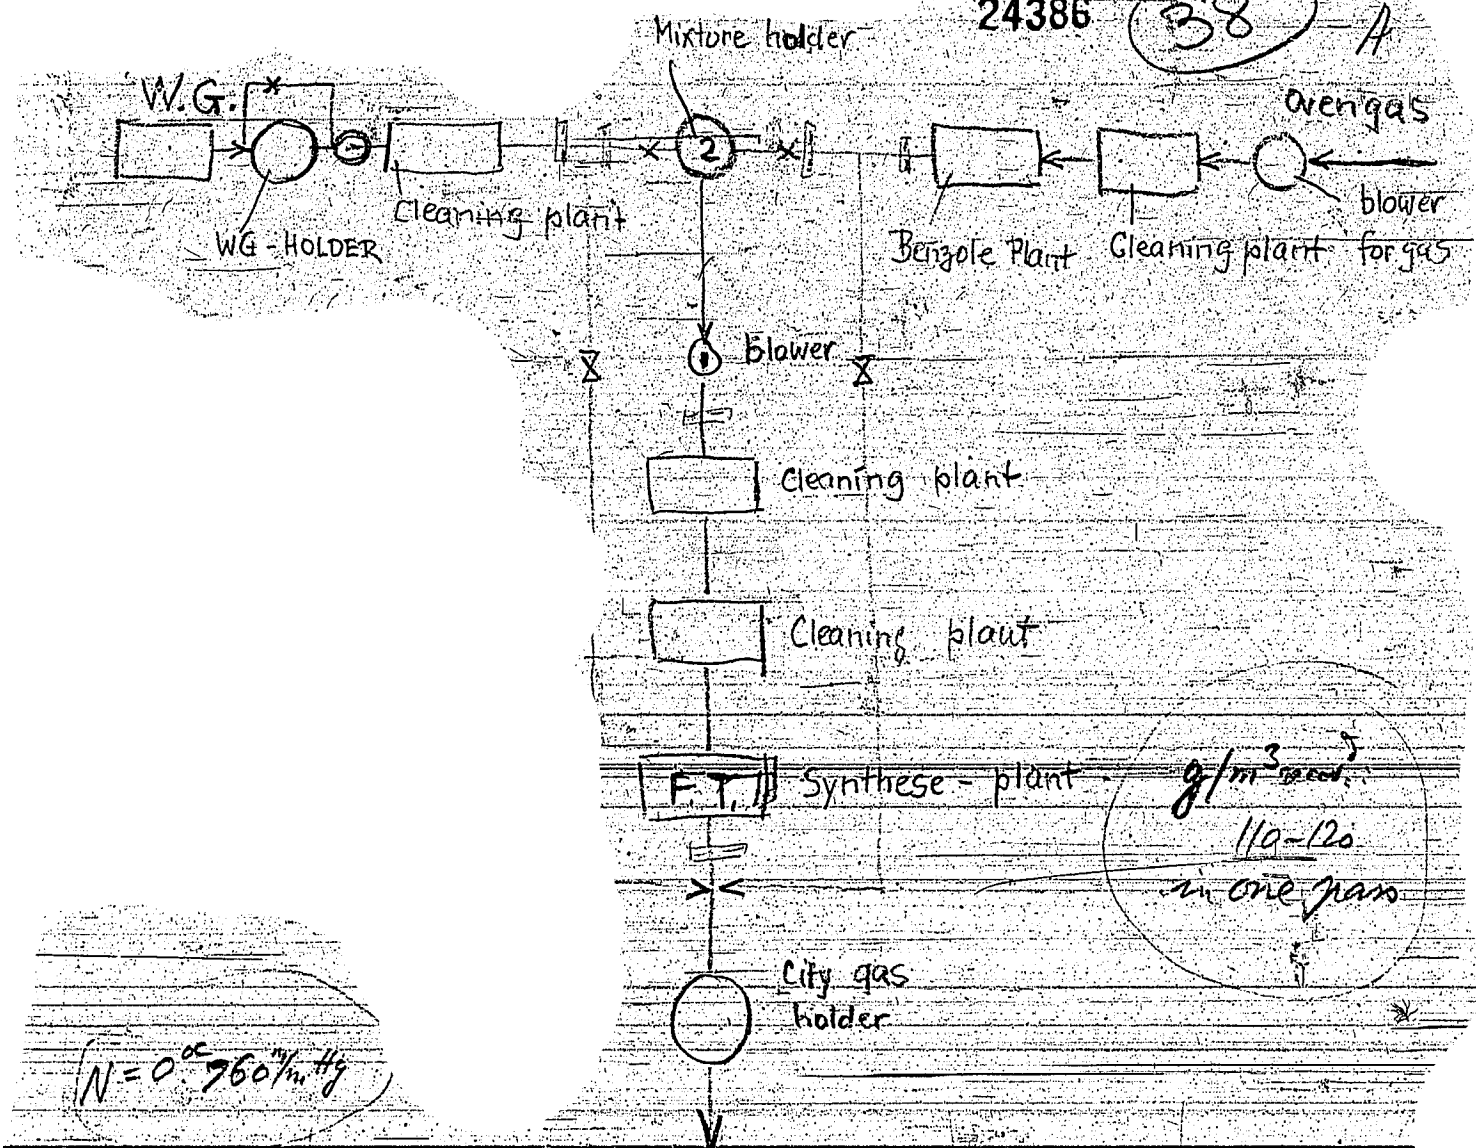 24386
38
A
Mixture holder
W.G.
oven gas
2
blower
for gas
Cleaning plant
WG-HOLDER
Benzole Plant
Cleaning plant
blower
Cleaning plant
Cleaning plant
F.T.
Synthese-plant
g/m³
110-120
in one pass
City gas
holder
N = 0°C 760 m/m Hg